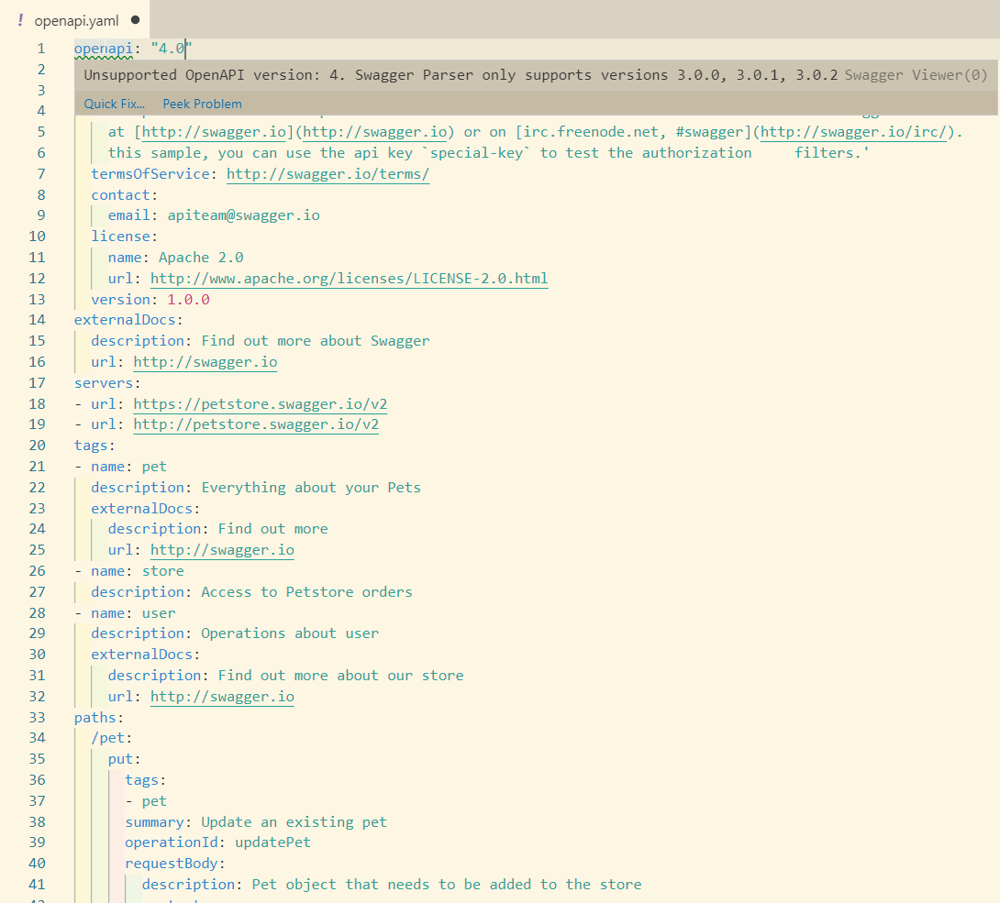 ! openapi.yaml ●
1 openapi: "4.0"
2 Unsupported OpenAPI version: 4. Swagger Parser only supports versions 3.0.0, 3.0.1, 3.0.2 Swagger Viewer(0)
3
4 Quick Fix... Peek Problem
5 at [http://swagger.io](http://swagger.io) or on [irc.freenode.net, #swagger](http://swagger.io/irc/).
6 this sample, you can use the api key `special-key` to test the authorization     filters.'
7 termsOfService: http://swagger.io/terms/
8 contact:
9 email: apiteam@swagger.io
10 license:
11 name: Apache 2.0
12 url: http://www.apache.org/licenses/LICENSE-2.0.html
13 version: 1.0.0
14 externalDocs:
15 description: Find out more about Swagger
16 url: http://swagger.io
17 servers:
18 - url: https://petstore.swagger.io/v2
19 - url: http://petstore.swagger.io/v2
20 tags:
21 - name: pet
22 description: Everything about your Pets
23 externalDocs:
24 description: Find out more
25 url: http://swagger.io
26 - name: store
27 description: Access to Petstore orders
28 - name: user
29 description: Operations about user
30 externalDocs:
31 description: Find out more about our store
32 url: http://swagger.io
33 paths:
34 /pet:
35 put:
36 tags:
37 - pet
38 summary: Update an existing pet
39 operationId: updatePet
40 requestBody:
41 description: Pet object that needs to be added to the store